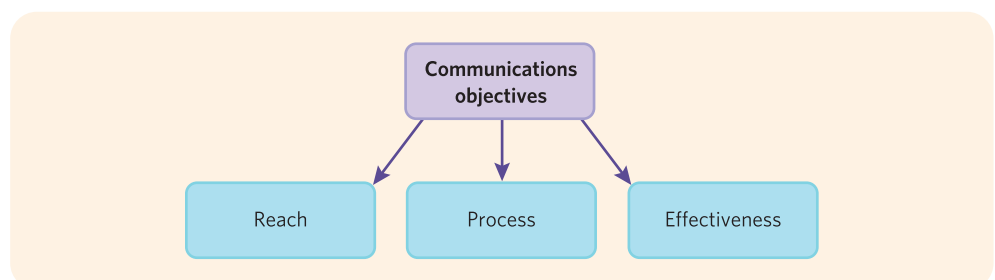 Communications
objectives
Reach
Process
Effectiveness